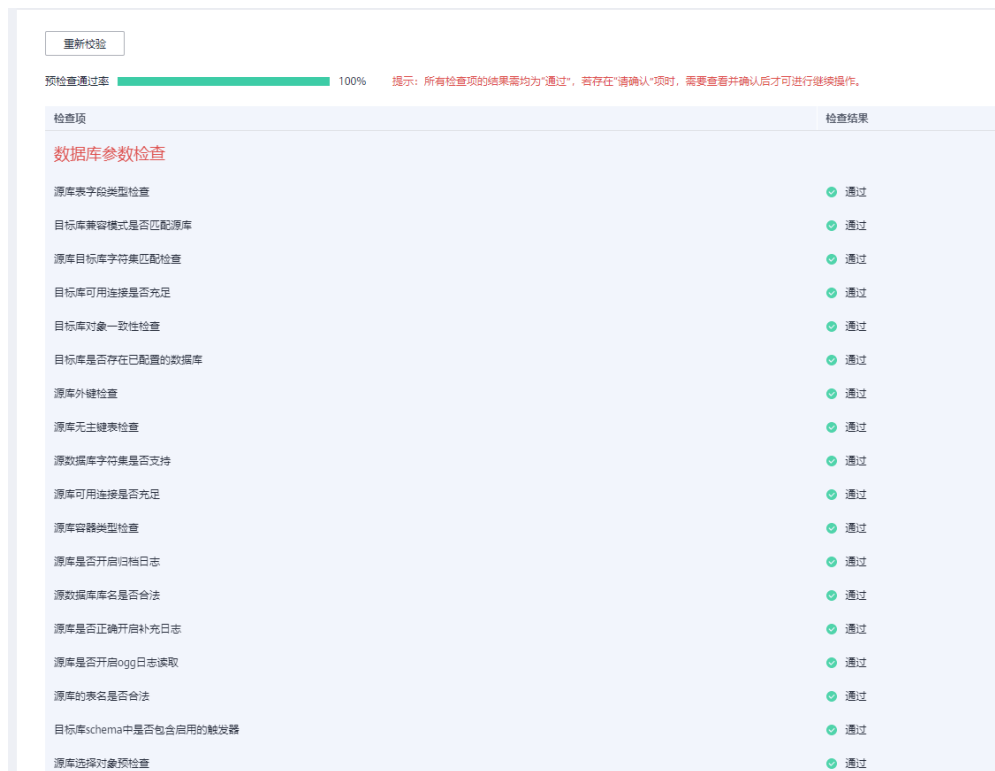 重新校验
预检查通过率 100% 提示：所有检查项的结果需均为"通过"，若存在"请确认"项时，需要查看并确认后才可进行继续操作。
检查项 检查结果
数据库参数检查
源库表字段类型检查 通过
目标库兼容模式是否匹配源库 通过
源库目标库字符集匹配检查 通过
目标库可用连接是否充足 通过
目标库对象一致性检查 通过
目标库是否存在已配置的数据库 通过
源库外键检查 通过
源库无主键表检查 通过
源数据库字符集是否支持 通过
源库可用连接是否充足 通过
源库容器类型检查 通过
源库是否开启归档日志 通过
源数据库库名是否合法 通过
源库是否正确开启补充日志 通过
源库是否开启ogg日志读取 通过
源库的表名是否合法 通过
目标库schema中是否包含启用的触发器 通过
源库选择对象预检查 通过